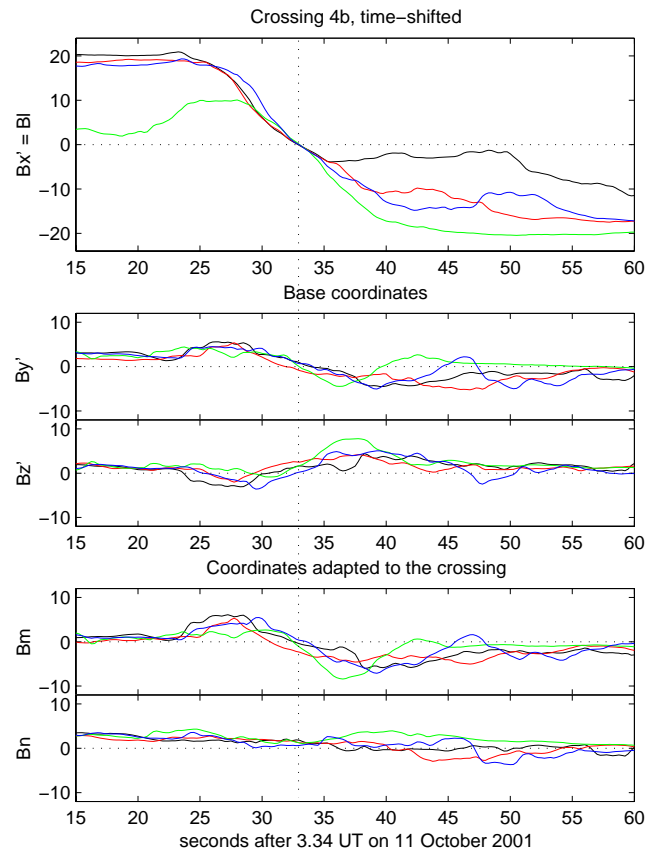 Crossing 4b, time−shifted
Bx' = Bl
20
10
0
−10
−20
15 20 25 30 35 40 45 50 55 60
Base coordinates
By'
10
0
−10
Bz'
10
0
−10
15 20 25 30 35 40 45 50 55 60
Coordinates adapted to the crossing
Bm
10
0
−10
Bn
10
0
−10
15 20 25 30 35 40 45 50 55 60
seconds after 3.34 UT on 11 October 2001